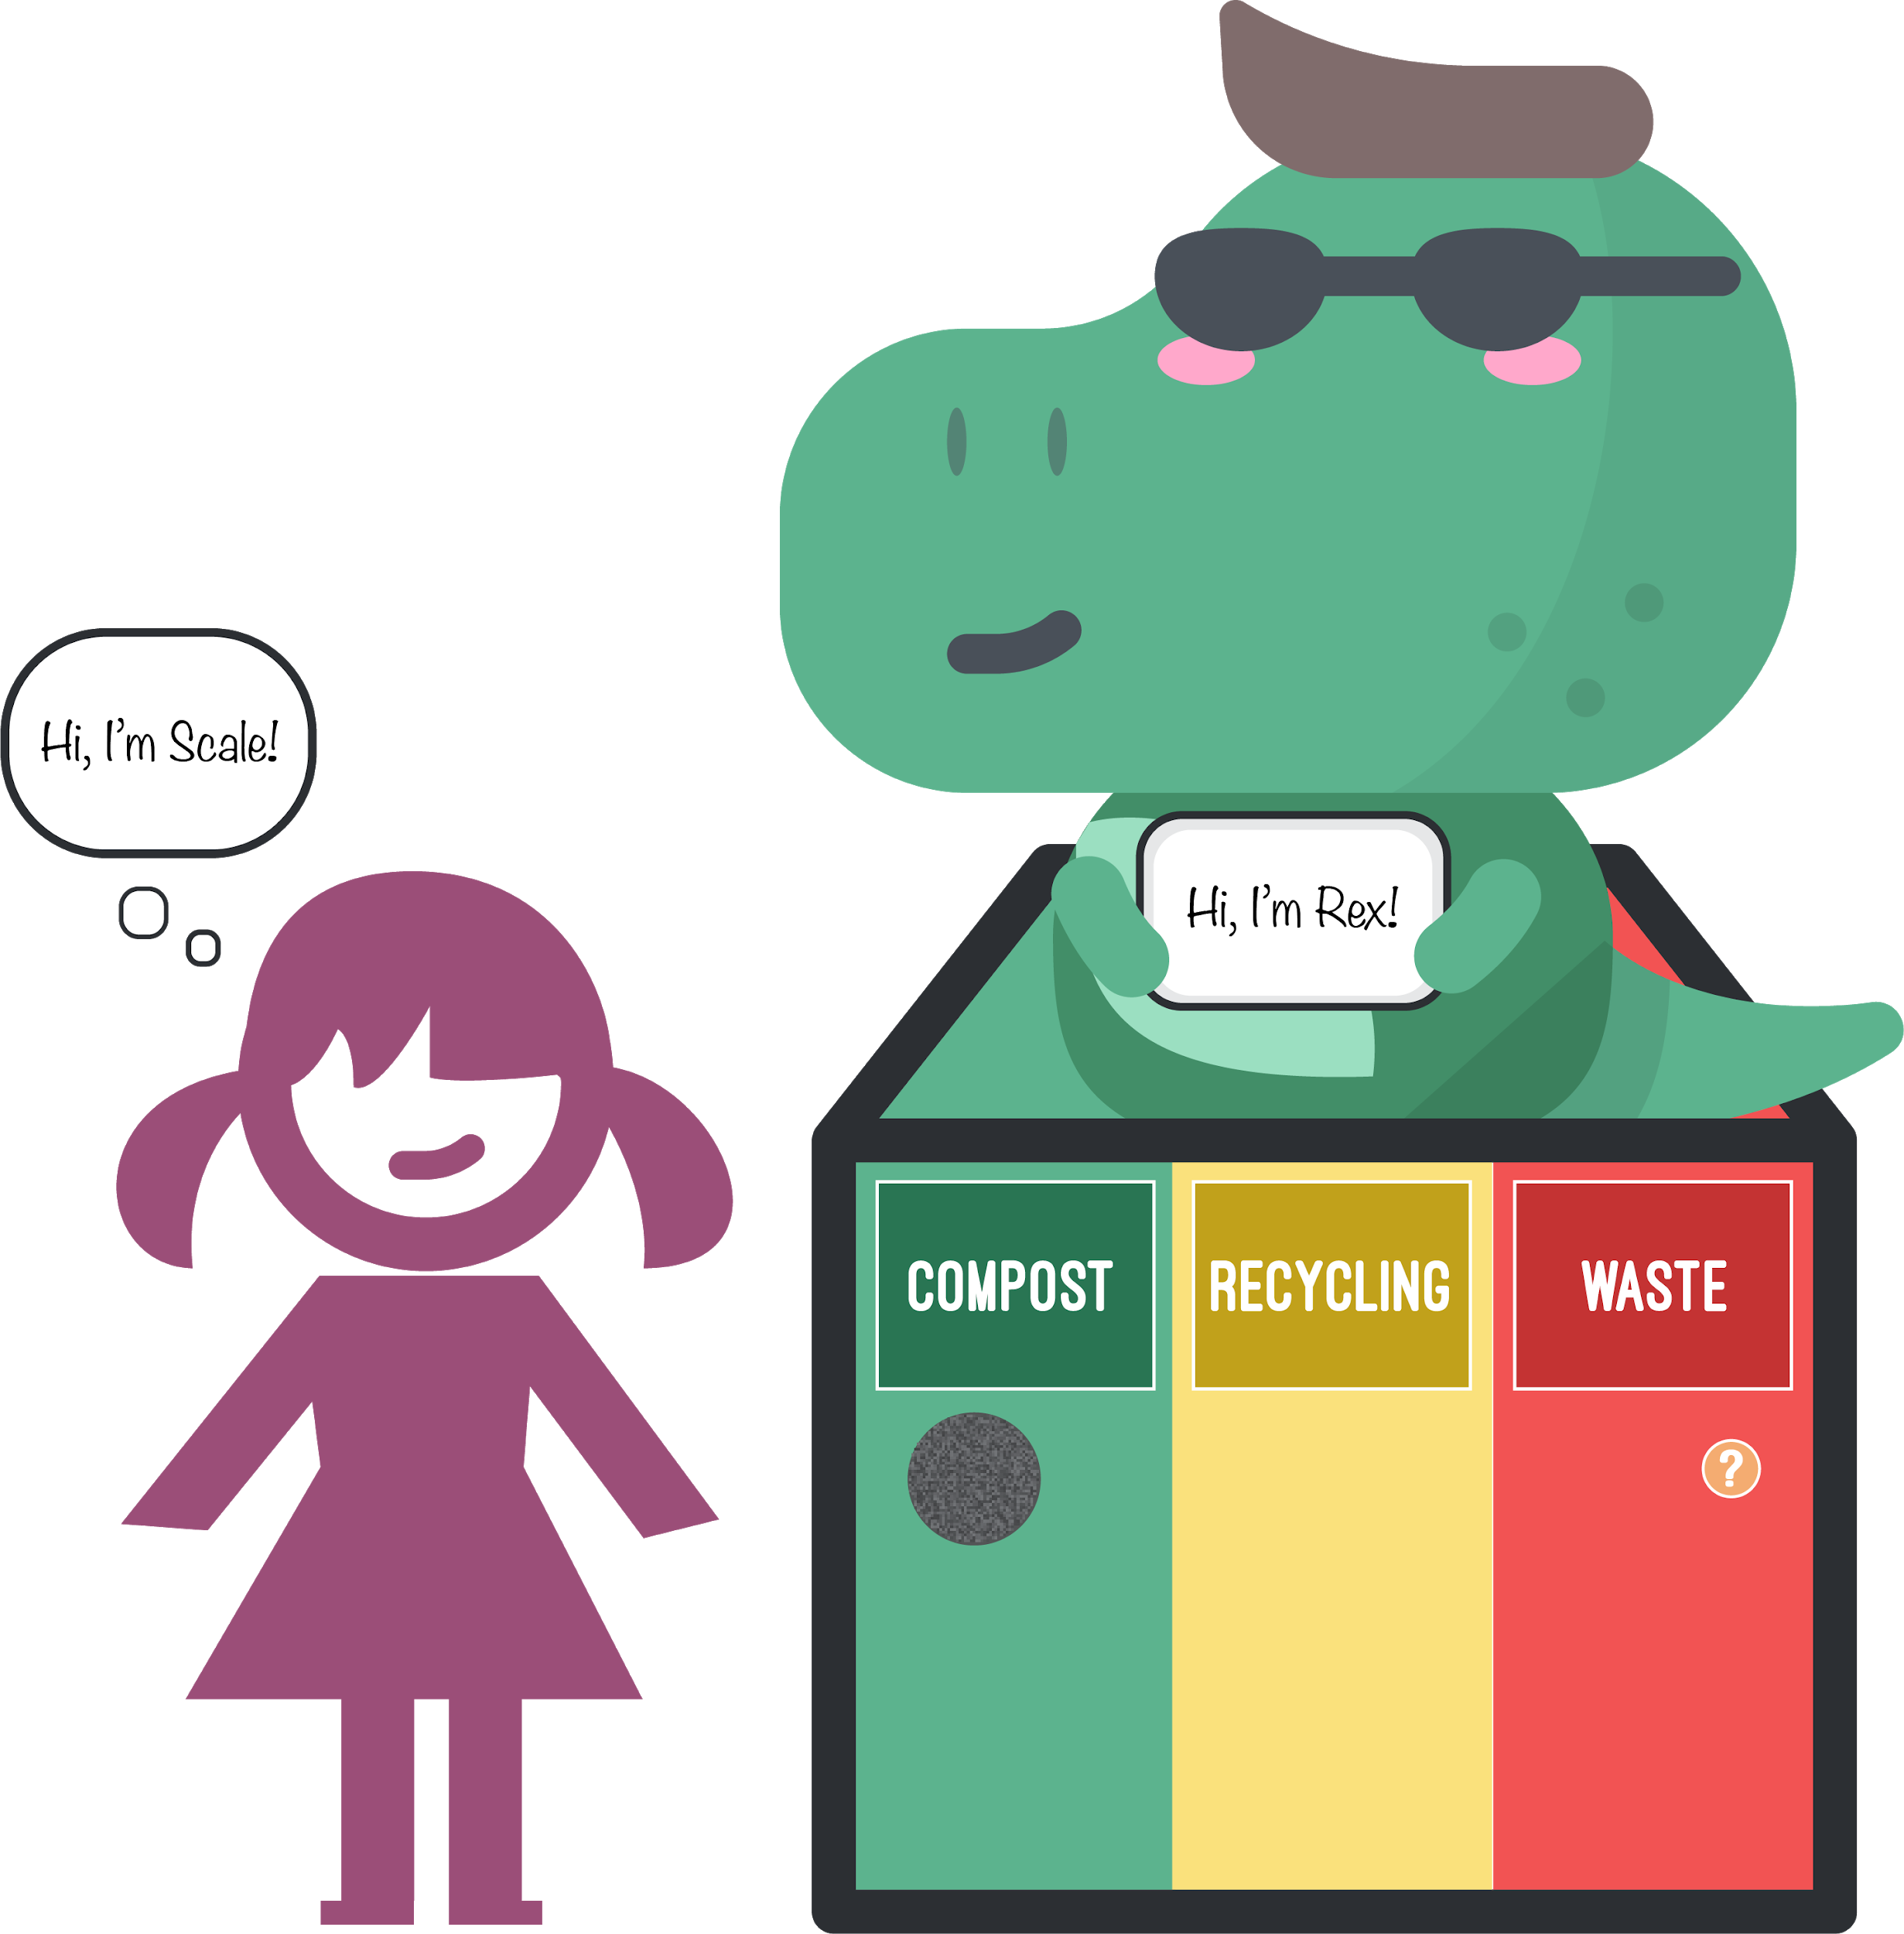 Hi, I'm Scale!
Hi, I'm Rex!
COMPOST
RECYCLING
WASTE
?